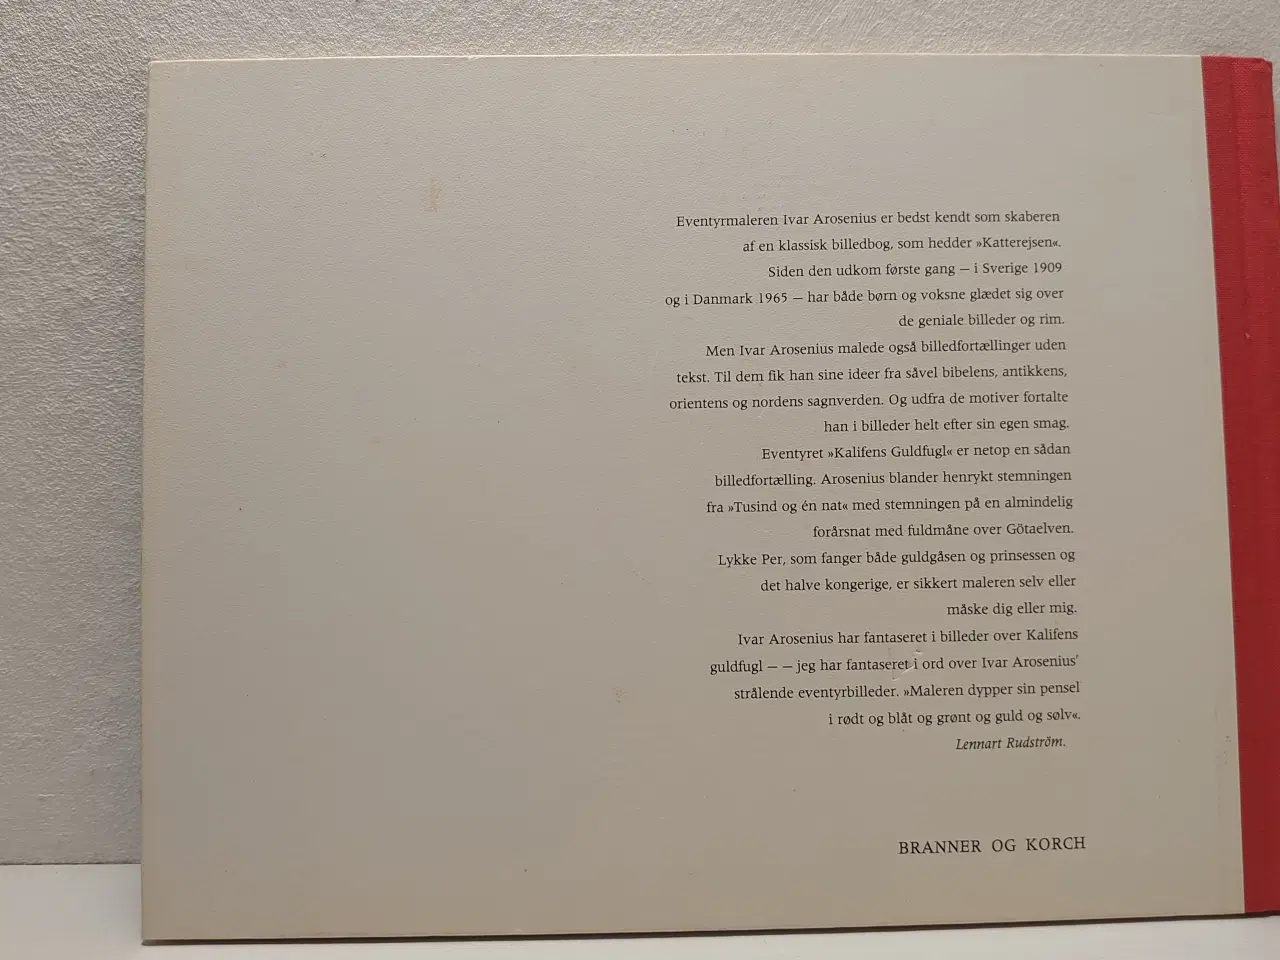 Eventyrmaleren Ivar Arosenius er bedst kendt som skaberen
af en klassisk billedbog, som hedder »Katterejsen«.
Siden den udkom første gang – i Sverige 1909
og i Danmark 1965 – har både børn og voksne glædet sig over
de geniale billeder og rim.
Men Ivar Arosenius malede også billedfortællinger uden
tekst. Til dem fik han sine ideer fra såvel bibelens, antikkens,
orientens og nordens sagnverden. Og udfra de motiver fortalte
han i billeder helt efter sin egen smag.
Eventyret »Kalifens Guldfugl« er netop en sådan
billedfortælling. Arosenius blander henrykt stemningen
fra »Tusind og én nat« med stemningen på en almindelig
forårsnat med fuldmåne over Götaelven.
Lykke Per, som fanger både guldgåsen og prinsessen og
det halve kongerige, er sikkert maleren selv eller
måske dig eller mig.
Ivar Arosenius har fantaseret i billeder over Kalifens
guldfugl – – jeg har fantaseret i ord over Ivar Arosenius'
strålende eventyrbilleder. »Maleren dypper sin pensel
i rødt og blåt og grønt og guld og sølv«.
Lennart Rudström.
BRANNER OG KORCH